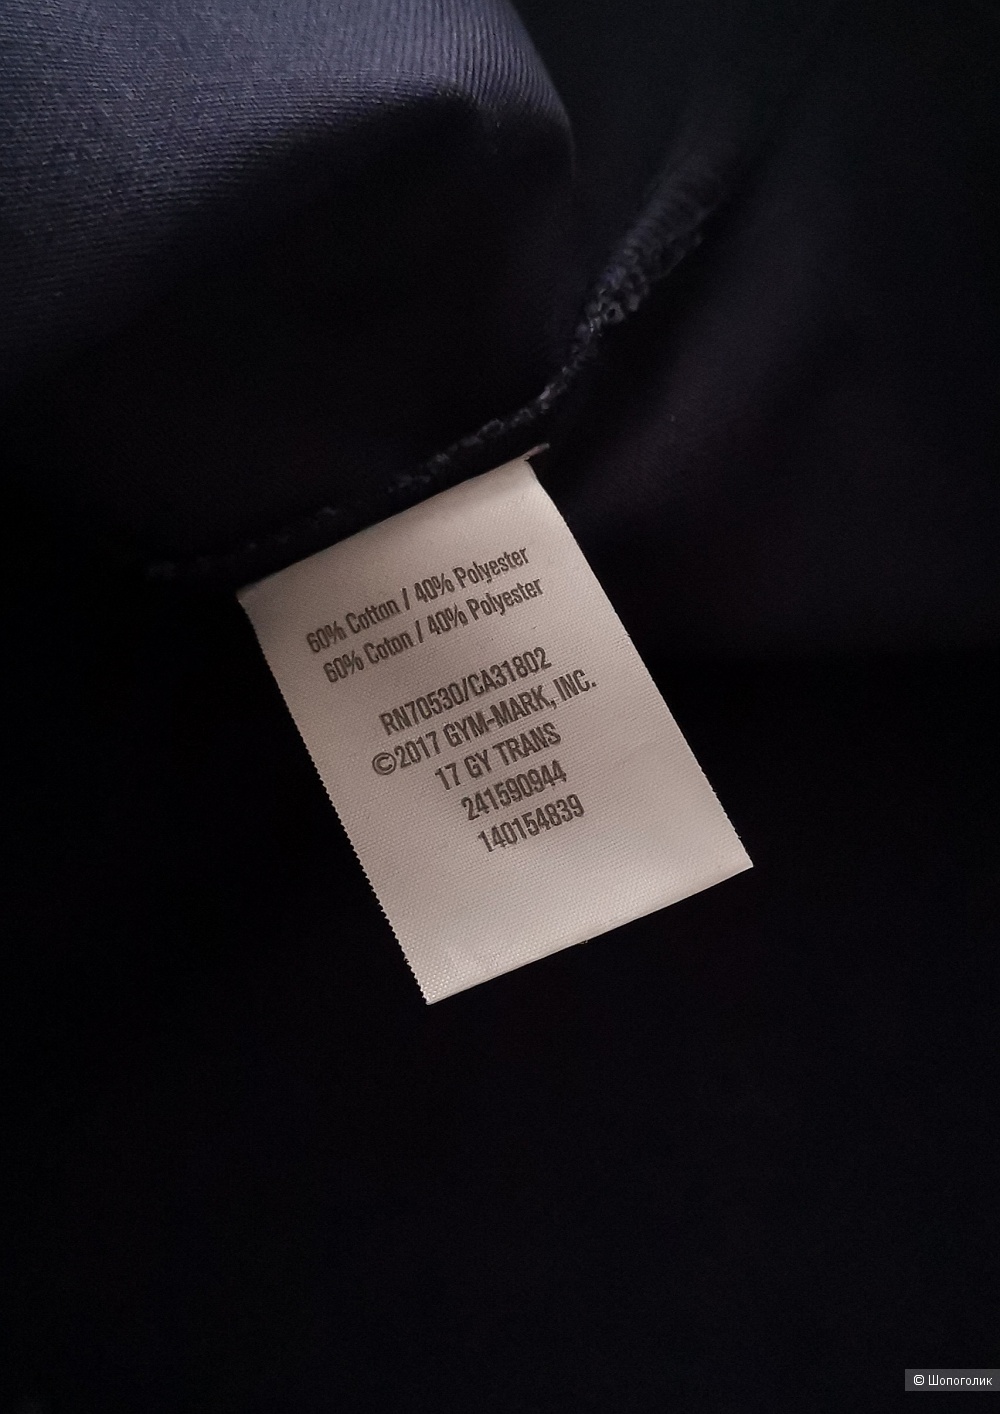 60% Cotton / 40% Polyester
60% Coton / 40% Polyester
RN70530/CA31802
©2017 GYM-MARK, INC.
17 GY TRANS
241590944
140154839
© Шопоголик